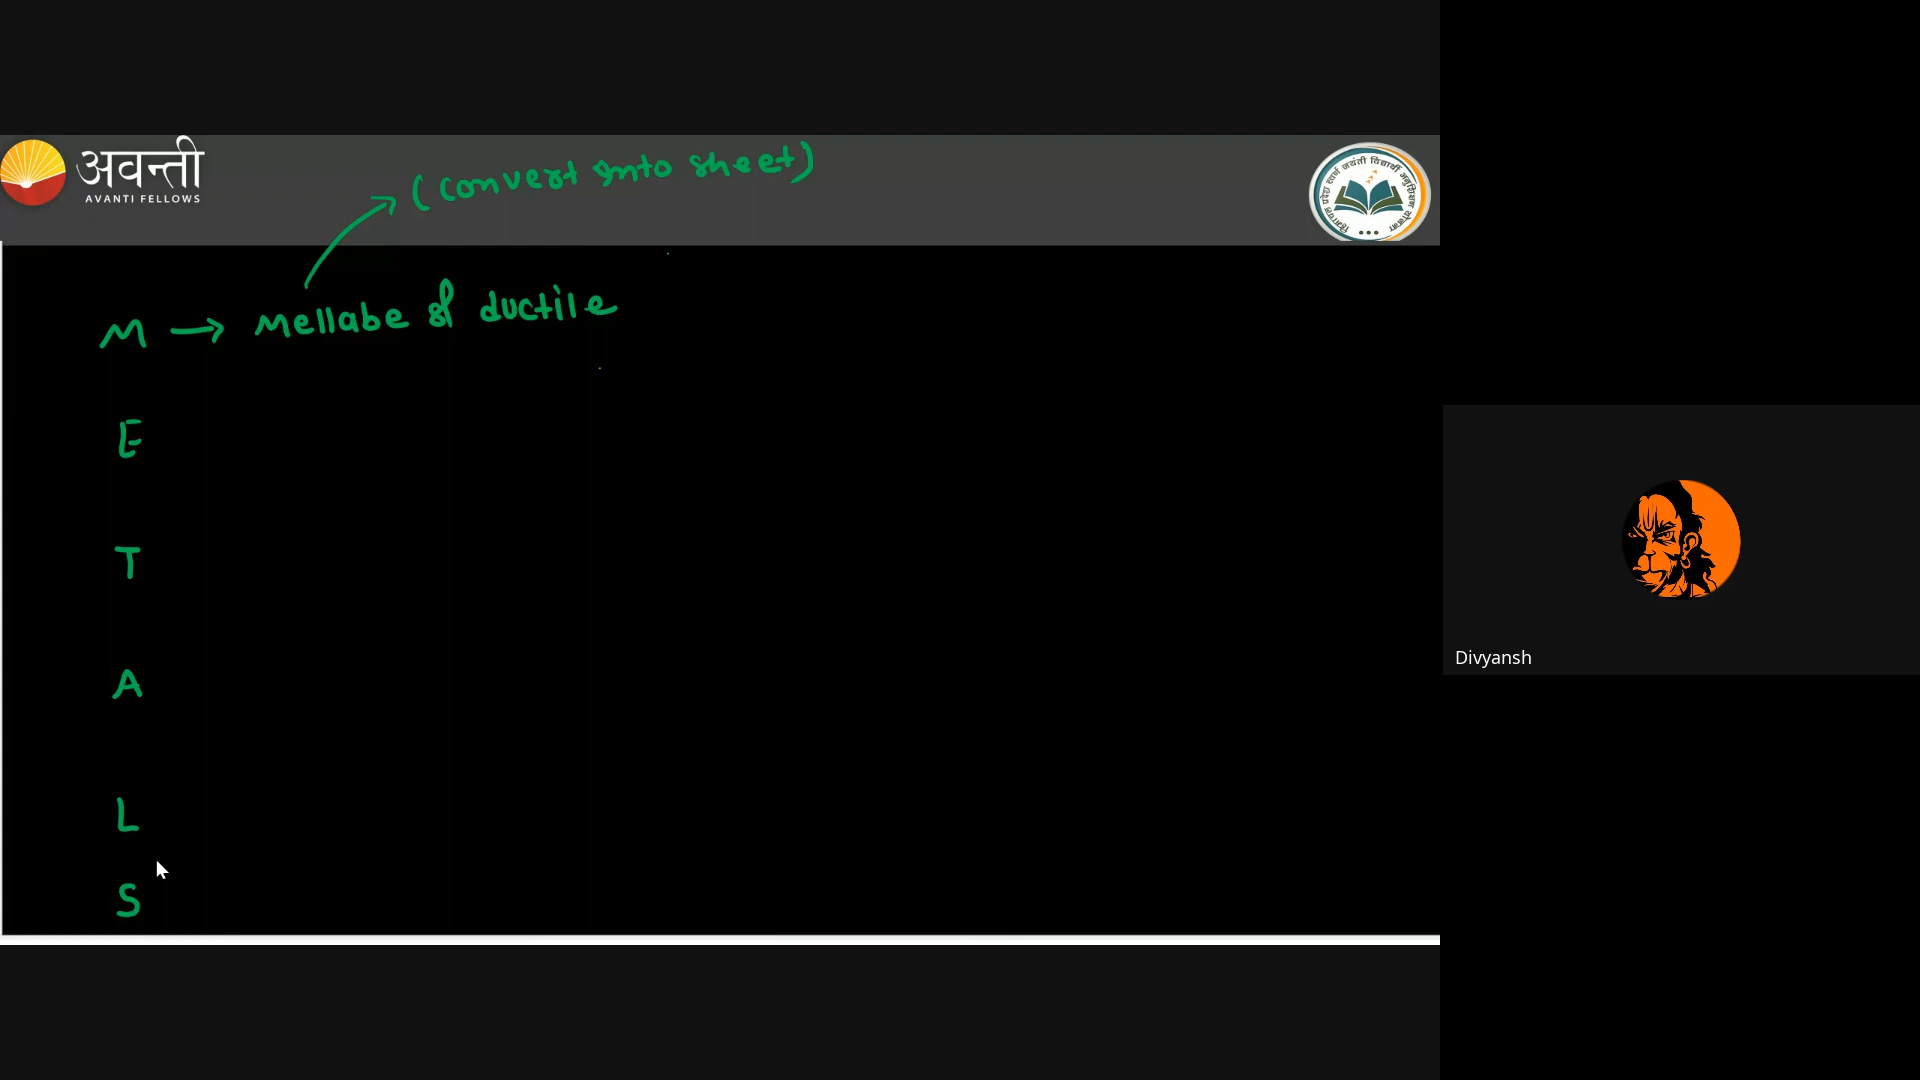 अवन्ती
AVANTI FELLOWS
(convert into sheet)
M → Mellabe & ductile
E
T
A
L
S
Divyansh